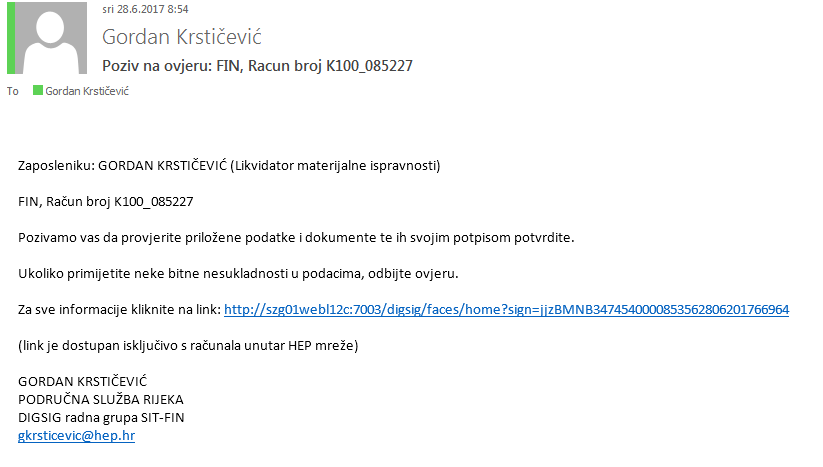 sri 28.6.2017 8:54
Gordan Krstičević
Poziv na ovjeru: FIN, Racun broj K100_085227
To Gordan Krstičević
Zaposleniku: GORDAN KRSTIČEVIĆ (Likvidator materijalne ispravnosti)
FIN, Račun broj K100_085227
Pozivamo vas da provjerite priložene podatke i dokumente te ih svojim potpisom potvrdite.
Ukoliko primijetite neke bitne nesukladnosti u podacima, odbijte ovjeru.
Za sve informacije kliknite na link: http://szg01webl12c:7003/digsig/faces/home?sign=jjzBMNB3474540000853562806201766964
(link je dostupan isključivo s računala unutar HEP mreže)
GORDAN KRSTIČEVIĆ
PODRUČNA SLUŽBA RIJEKA
DIGSIG radna grupa SIT-FIN
gkrsticevic@hep.hr